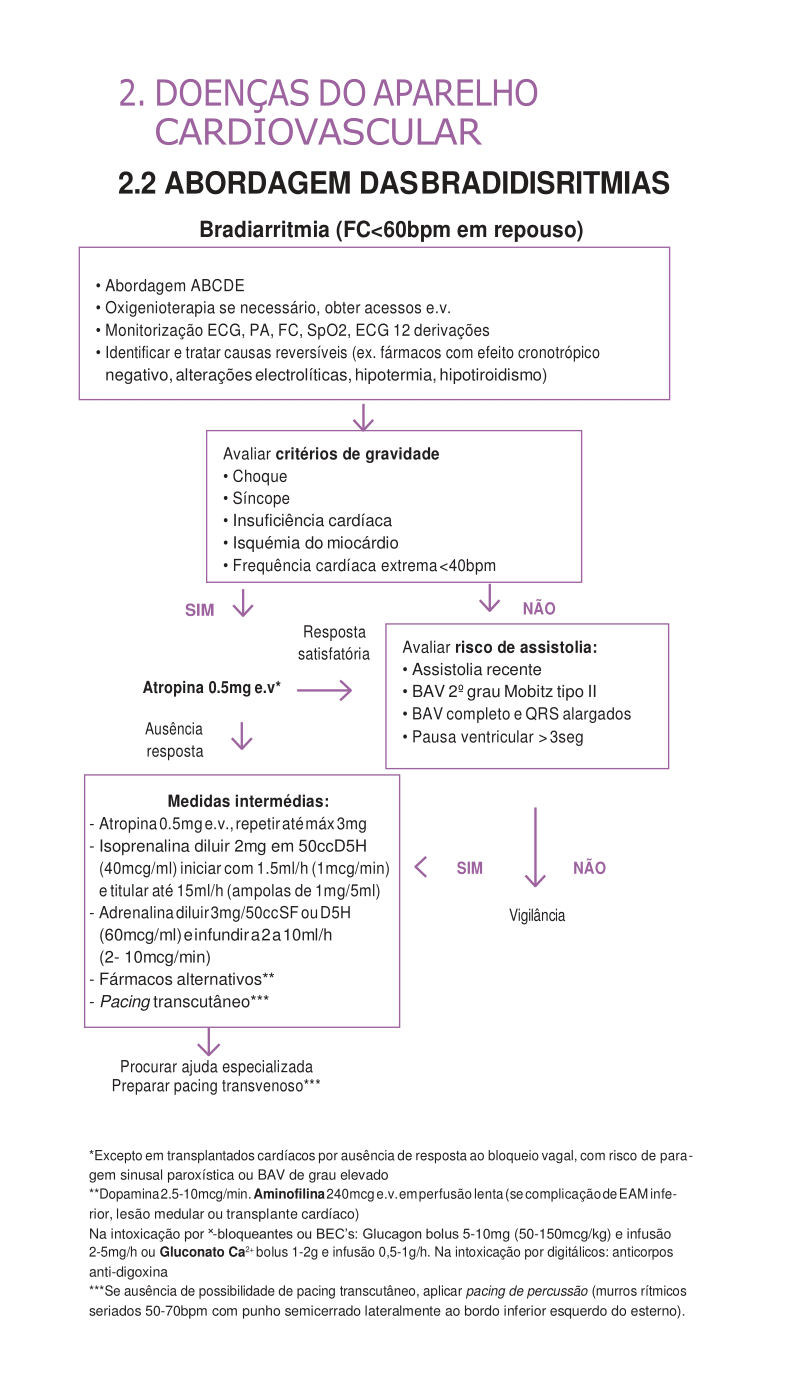 2. DOENÇAS DO APARELHO
CARDIOVASCULAR
2.2 ABORDAGEM DAS BRADIDISRITMIAS
Bradiarritmia (FC<60bpm em repouso)
• Abordagem ABCDE
• Oxigenioterapia se necessário, obter acessos e.v.
• Monitorização ECG, PA, FC, SpO2, ECG 12 derivações
• Identificar e tratar causas reversíveis (ex. fármacos com efeito cronotrópico
negativo, alterações electrolíticas, hipotermia, hipotiroidismo)
Avaliar critérios de gravidade
• Choque
• Síncope
• Insuficiência cardíaca
• Isquémia do miocárdio
• Frequência cardíaca extrema <40bpm
SIM
NÃO
Resposta
satisfatória
Atropina 0.5mg e.v*
Ausência
resposta
Avaliar risco de assistolia:
• Assistolia recente
• BAV 2º grau Mobitz tipo II
• BAV completo e QRS alargados
• Pausa ventricular >3seg
Medidas intermédias:
- Atropina 0.5mg e.v., repetir até máx 3mg
- Isoprenalina diluir 2mg em 50ccD5H
(40mcg/ml) iniciar com 1.5ml/h (1mcg/min)
e titular até 15ml/h (ampolas de 1mg/5ml)
- Adrenalina diluir 3mg/50ccSF ou D5H
(60mcg/ml) e infundir a 2 a 10ml/h
(2- 10mcg/min)
- Fármacos alternativos**
- Pacing transcutâneo***
SIM
NÃO
Vigilância
Procurar ajuda especializada
Preparar pacing transvenoso***
*Excepto em transplantados cardíacos por ausência de resposta ao bloqueio vagal, com risco de para-
gem sinusal paroxística ou BAV de grau elevado
**Dopamina 2.5-10mcg/min. Aminofilina 240mcg e.v. em perfusão lenta (se complicação de EAM infe-
rior, lesão medular ou transplante cardíaco)
Na intoxicação por ˣ-bloqueantes ou BEC's: Glucagon bolus 5-10mg (50-150mcg/kg) e infusão
2-5mg/h ou Gluconato Ca²⁺ bolus 1-2g e infusão 0,5-1g/h. Na intoxicação por digitálicos: anticorpos
anti-digoxina
***Se ausência de possibilidade de pacing transcutâneo, aplicar pacing de percussão (murros rítmicos
seriados 50-70bpm com punho semicerrado lateralmente ao bordo inferior esquerdo do esterno).